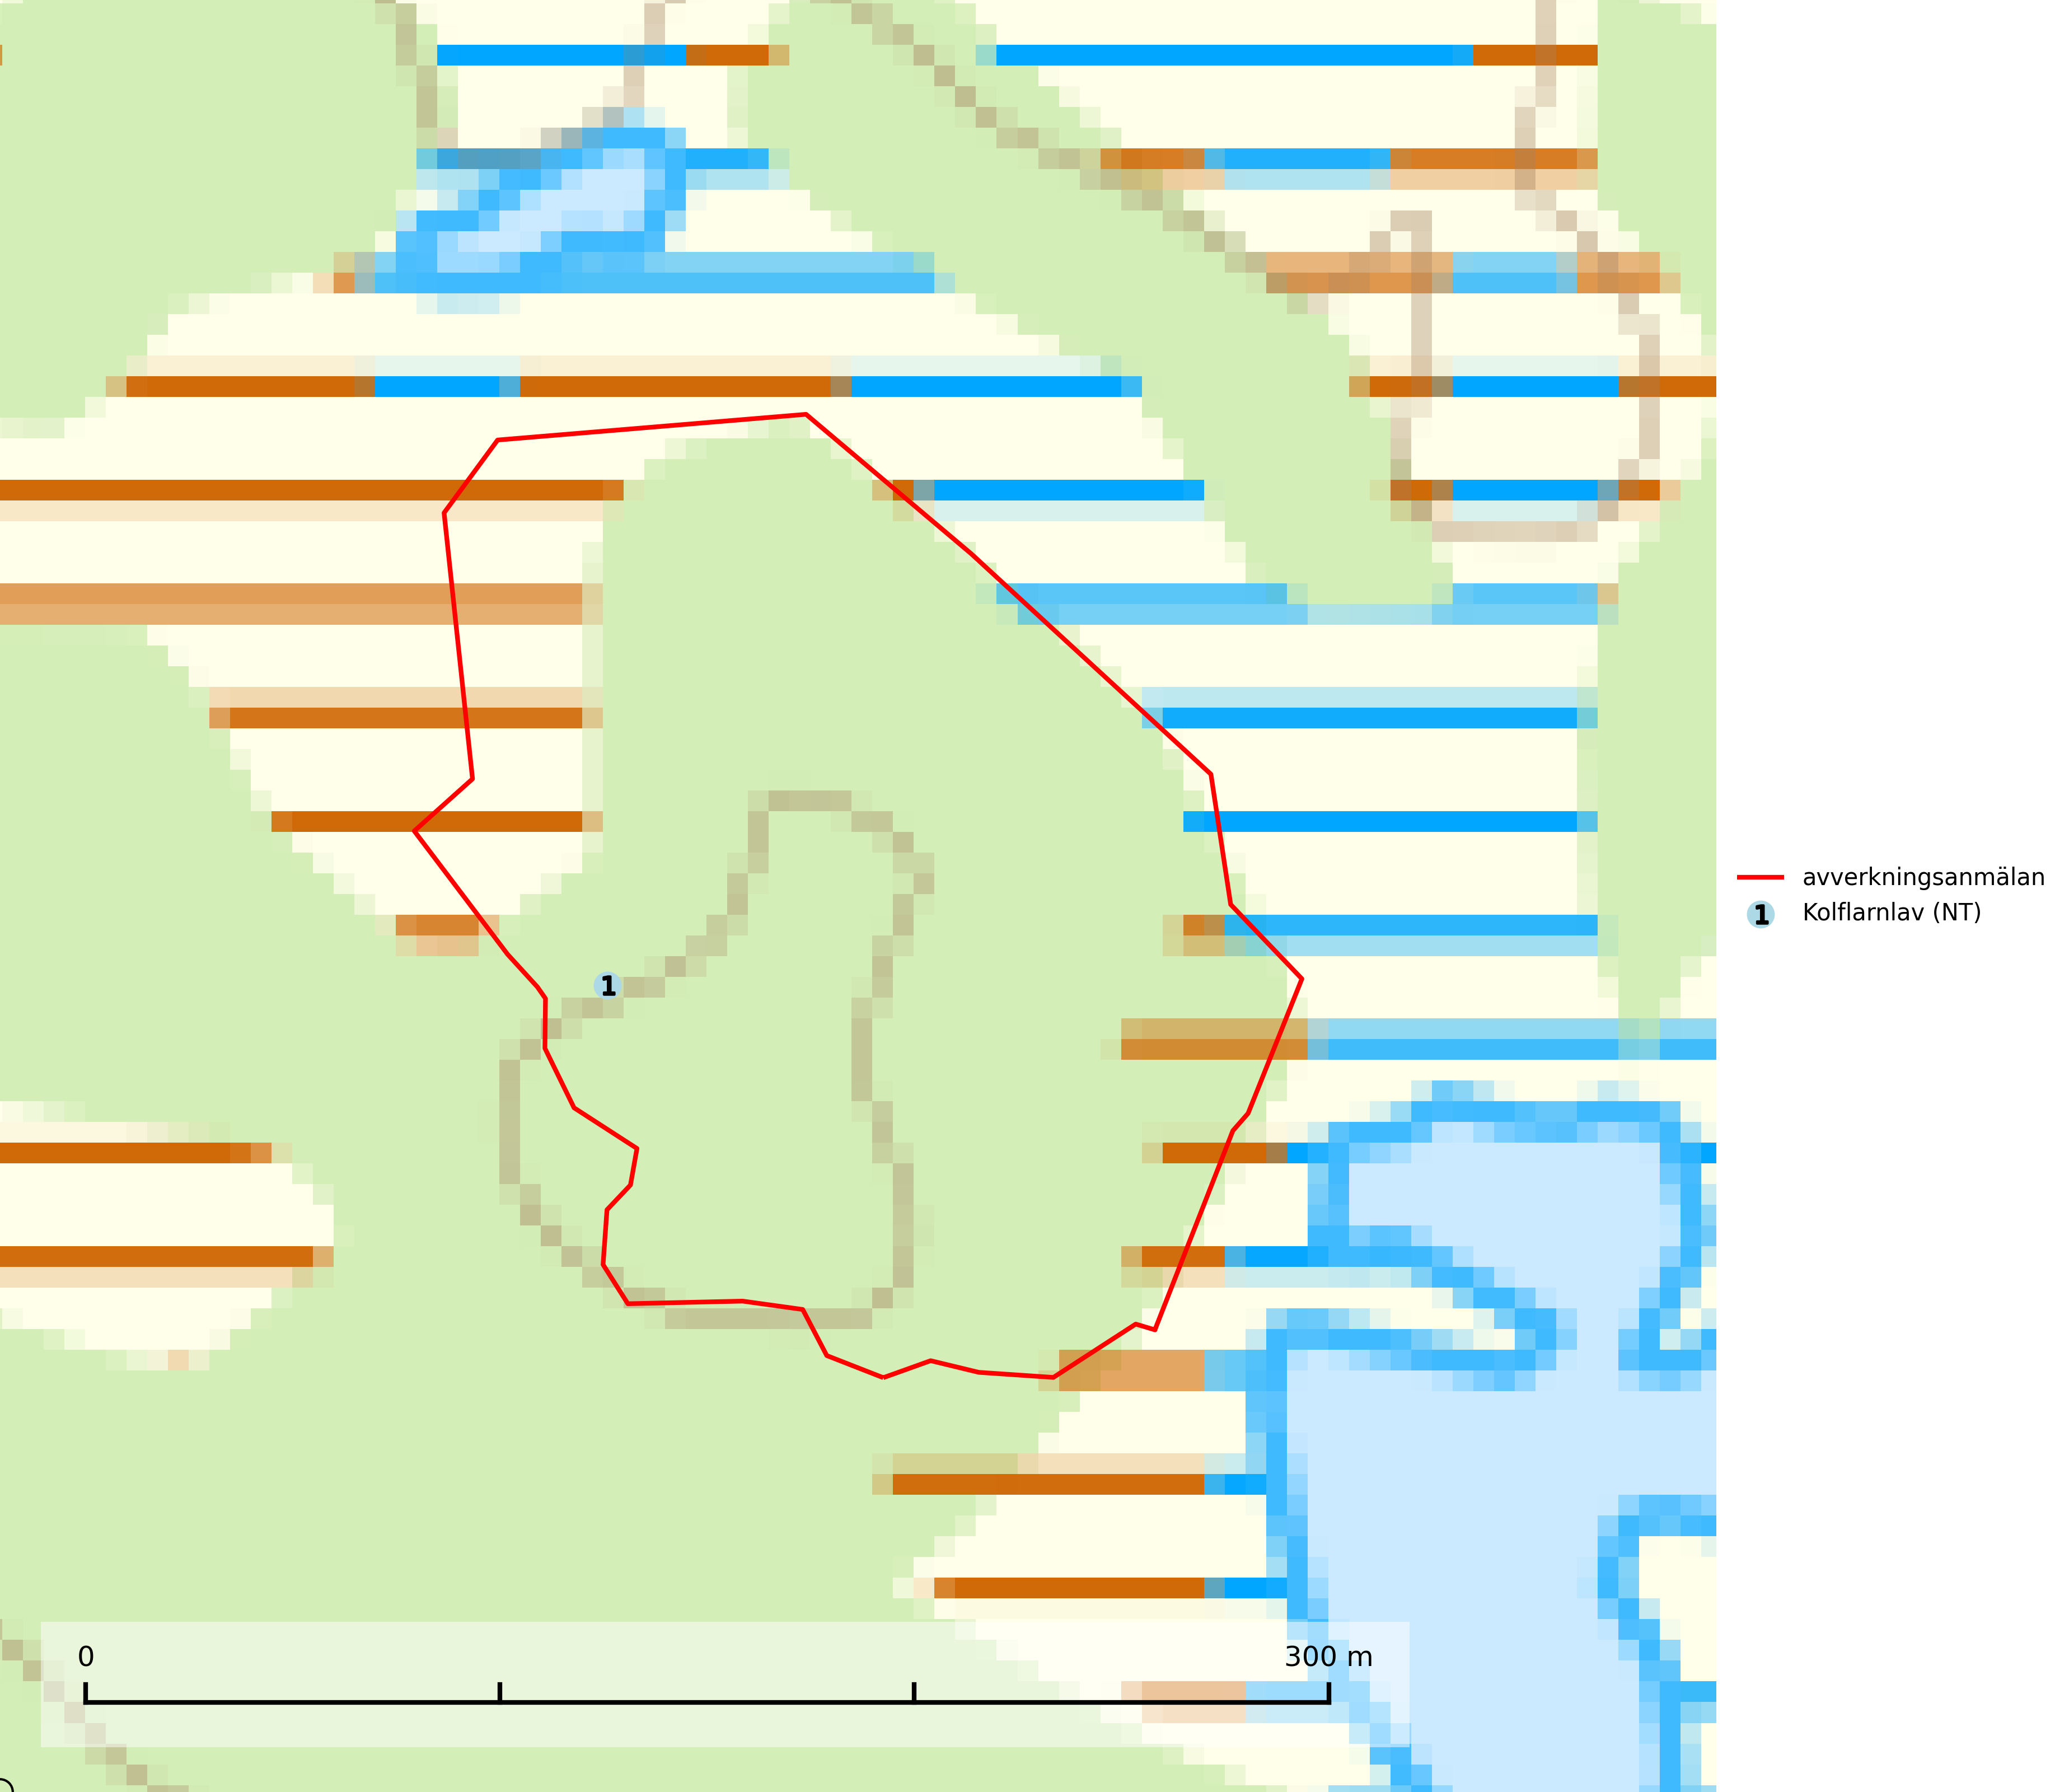 avverkningsanmälan
1 Kolflarnlav (NT)
1
0 300 m